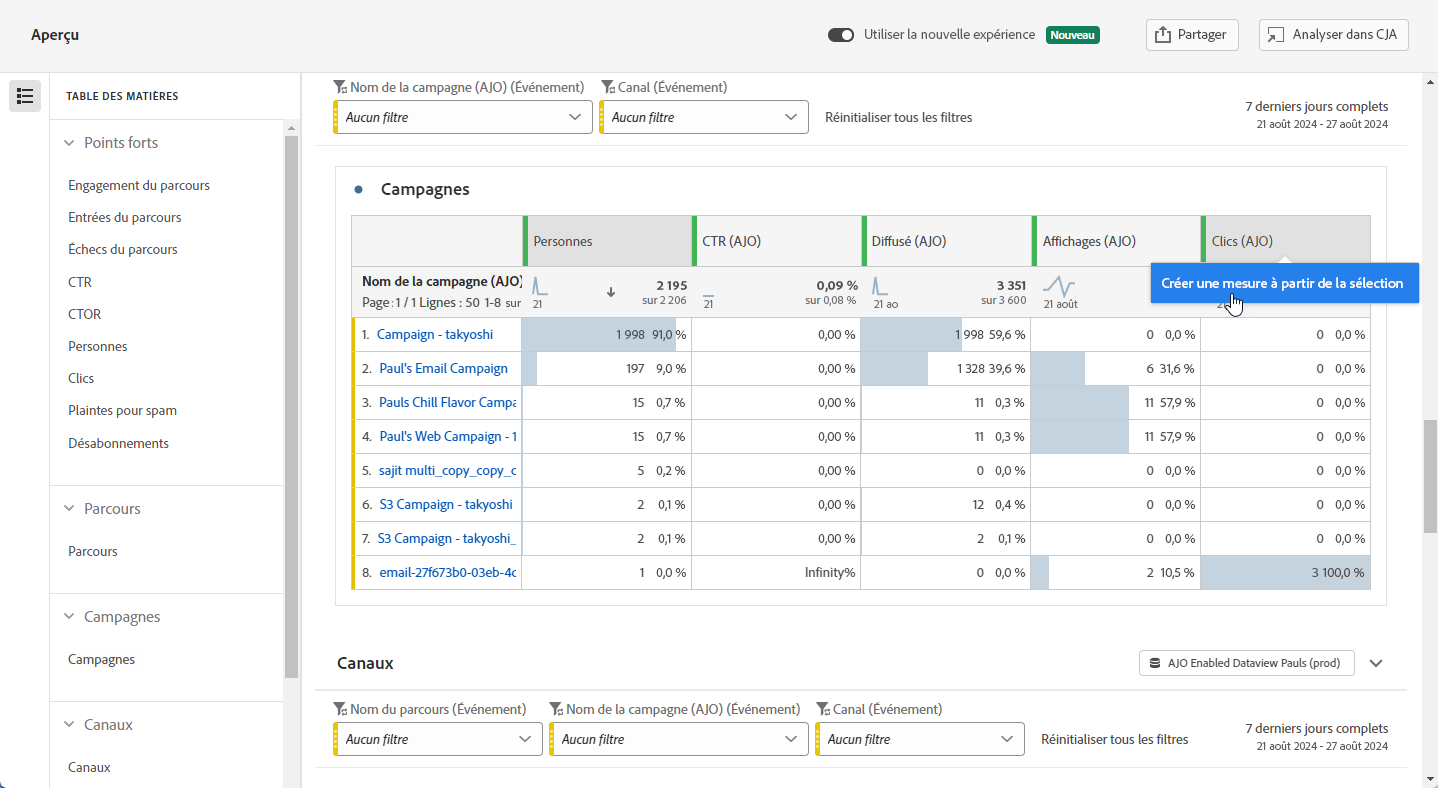 Aperçu
Utiliser la nouvelle expérience Nouveau Partager Analyser dans CJA
TABLE DES MATIÈRES
Points forts
Engagement du parcours
Entrées du parcours
Échecs du parcours
CTR
CTOR
Personnes
Clics
Plaintes pour spam
Désabonnements
Parcours
Parcours
Campagnes
Campagnes
Canaux
Canaux
Nom de la campagne (AJO) (Événement) Canal (Événement)
Aucun filtre Aucun filtre Réinitialiser tous les filtres
7 derniers jours complets
21 août 2024 - 27 août 2024
Campagnes
Personnes CTR (AJO) Diffusé (AJO) Affichages (AJO) Clics (AJO)
Créer une mesure à partir de la sélection
Nom de la campagne (AJO) 2 195 0,09 % 3 351
sur 2 206 sur 0,08 % sur 3 600
Page : 1 / 1 Lignes : 50 1-8 sur 21 21 21 ao 21 août
1. Campaign - takyoshi 1 998 91,0 % 0,00 % 1 998 59,6 % 0 0,0 % 0 0,0 %
2. Paul's Email Campaign 197 9,0 % 0,00 % 1 328 39,6 % 6 31,6 % 0 0,0 %
3. Pauls Chill Flavor Campa 15 0,7 % 0,00 % 11 0,3 % 11 57,9 % 0 0,0 %
4. Paul's Web Campaign - 1 15 0,7 % 0,00 % 11 0,3 % 11 57,9 % 0 0,0 %
5. sajit multi_copy_copy_c 5 0,2 % 0,00 % 0 0,0 % 0 0,0 % 0 0,0 %
6. S3 Campaign - takyoshi 2 0,1 % 0,00 % 12 0,4 % 0 0,0 % 0 0,0 %
7. S3 Campaign - takyoshi_ 2 0,1 % 0,00 % 2 0,1 % 0 0,0 % 0 0,0 %
8. email-27f673b0-03eb-4c 1 0,0 % Infinity% 0 0,0 % 2 10,5 % 3 100,0 %
Canaux AJO Enabled Dataview Pauls (prod)
Nom du parcours (Événement) Nom de la campagne (AJO) (Événement) Canal (Événement)
Aucun filtre Aucun filtre Aucun filtre Réinitialiser tous les filtres
7 derniers jours complets
21 août 2024 - 27 août 2024